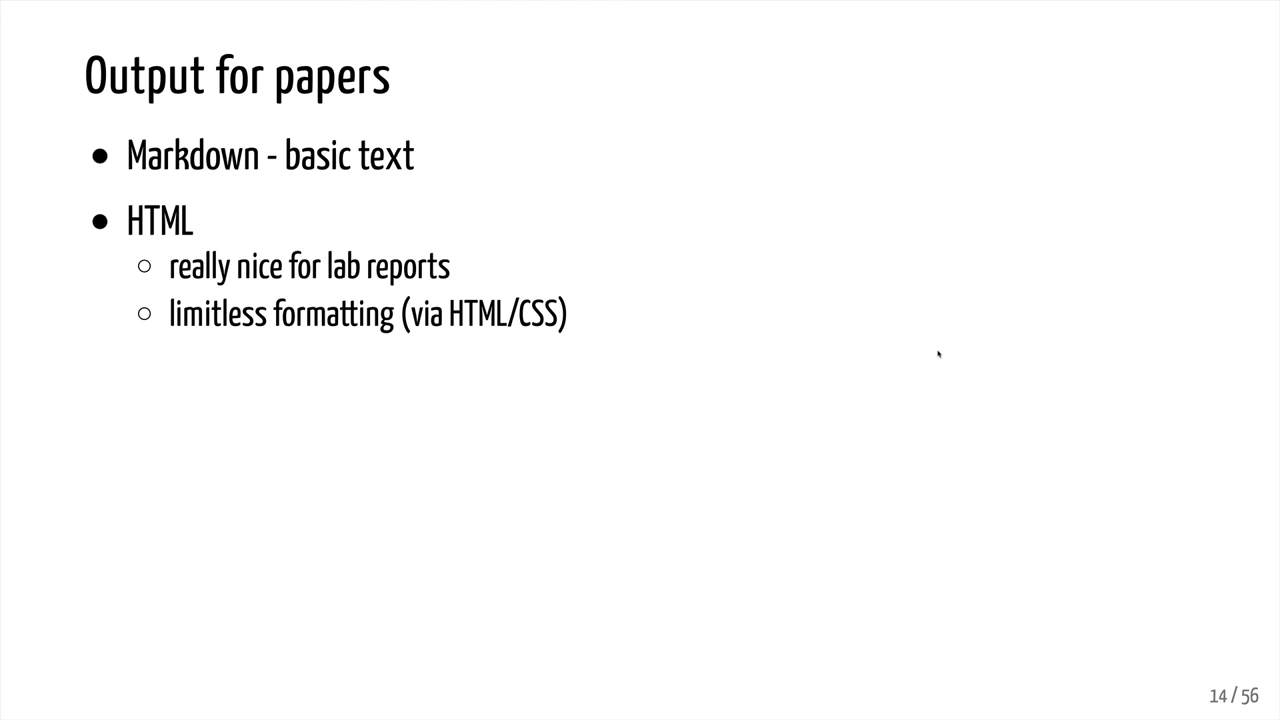 Output for papers
● Markdown - basic text
● HTML
○ really nice for lab reports
○ limitless formatting (via HTML/CSS)
14 / 56